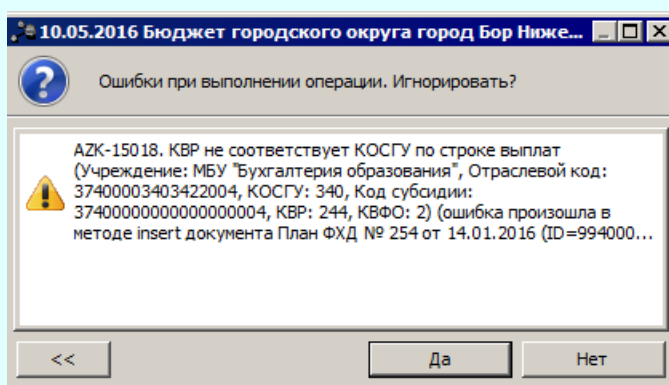 10.05.2016 Бюджет городского округа город Бор Ниже...
Ошибки при выполнении операции. Игнорировать?
AZK-15018. КВР не соответствует КОСГУ по строке выплат
(Учреждение: МБУ "Бухгалтерия образования", Отраслевой код:
37400003403422004, КОСГУ: 340, Код субсидии:
37400000000000000004, КВР: 244, КВФО: 2) (ошибка произошла в
методе insert документа План ФХД № 254 от 14.01.2016 (ID=994000...
<< Да Нет